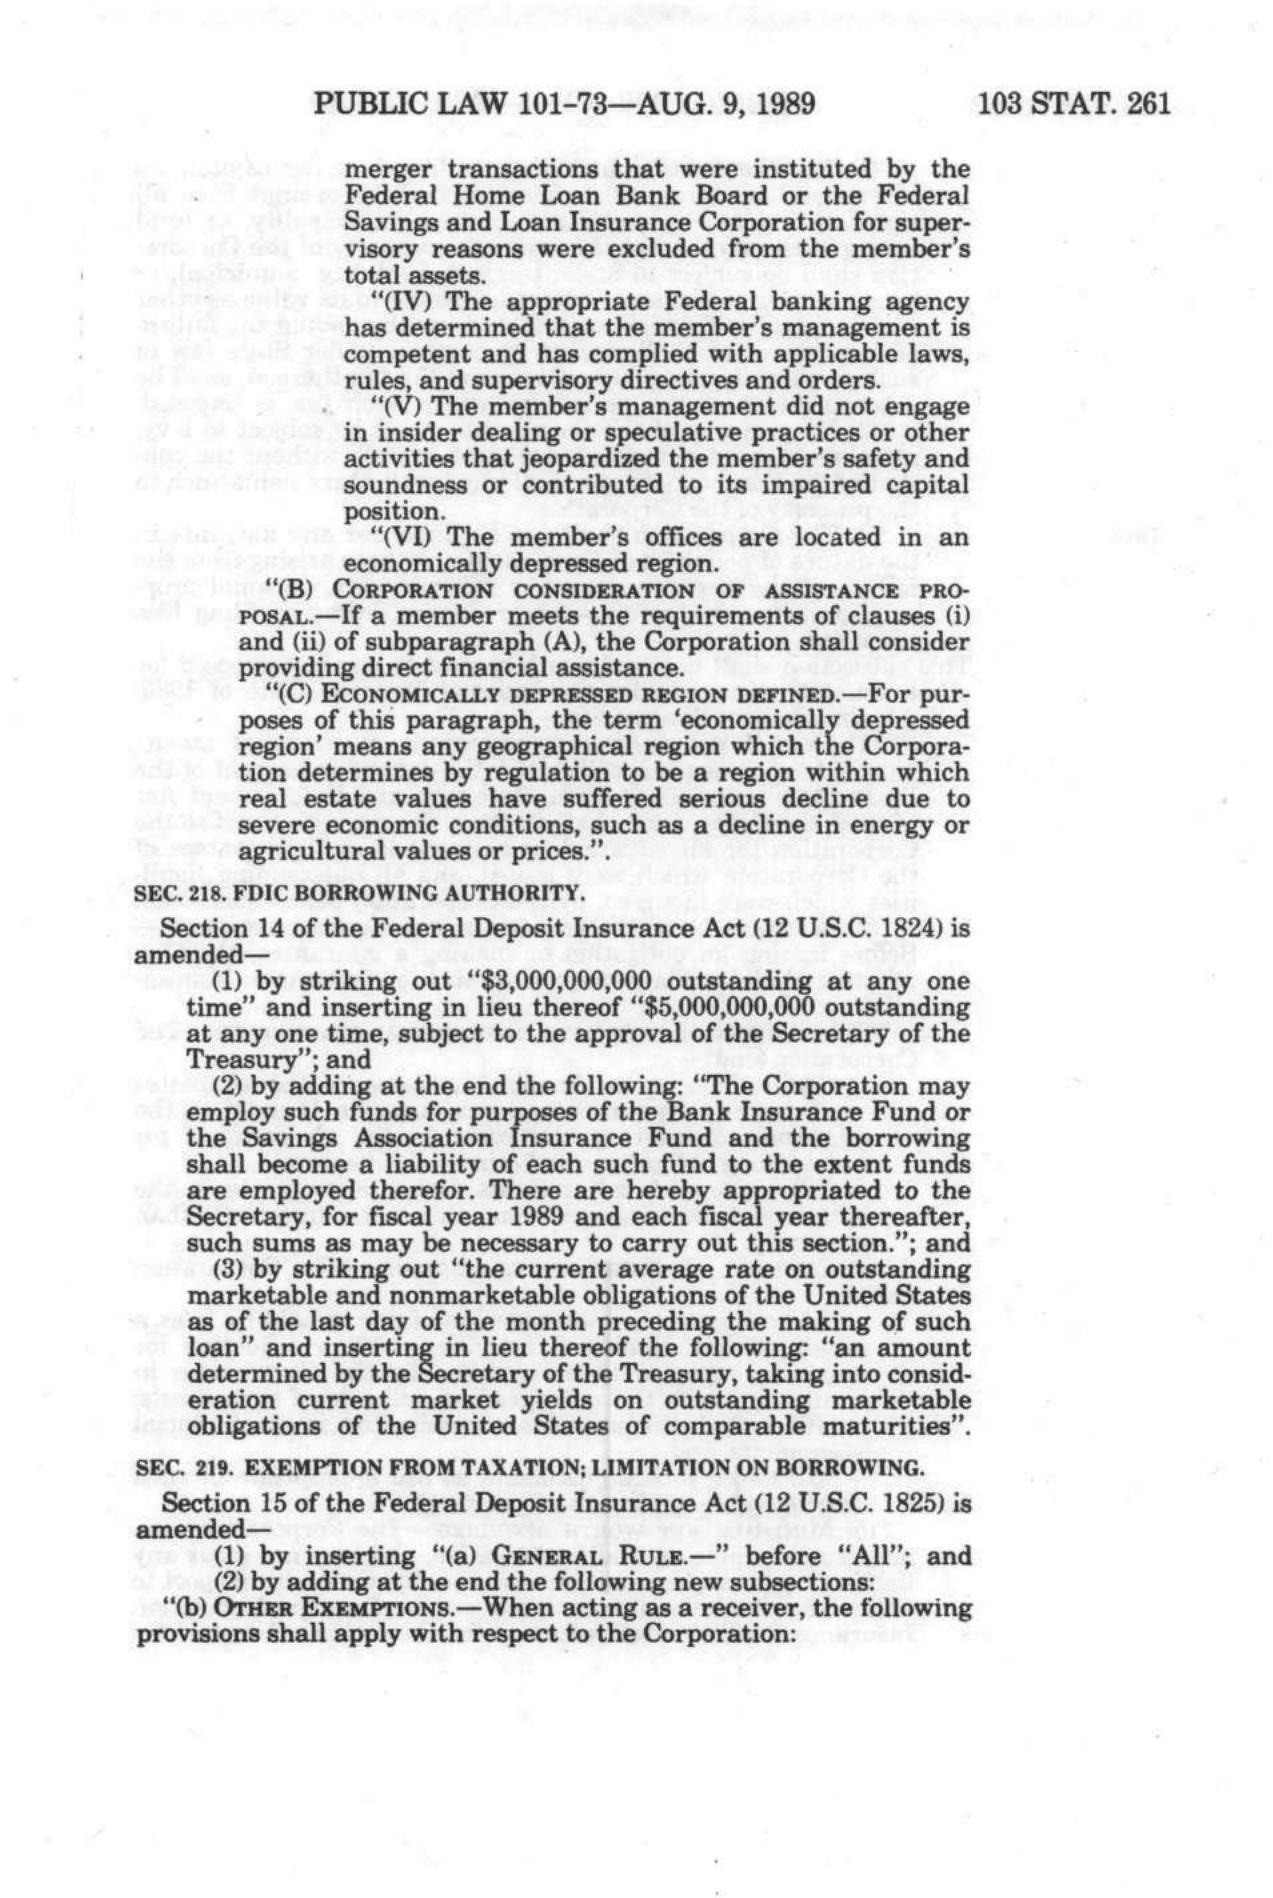 PUBLIC LAW 101-73—AUG. 9, 1989 103 STAT. 261
merger transactions that were instituted by the
Federal Home Loan Bank Board or the Federal
Savings and Loan Insurance Corporation for super-
visory reasons were excluded from the member's
total assets.
"(IV) The appropriate Federal banking agency
has determined that the member's management is
competent and has complied with applicable laws,
rules, and supervisory directives and orders.
"(V) The member's management did not engage
in insider dealing or speculative practices or other
activities that jeopardized the member's safety and
soundness or contributed to its impaired capital
position.
"(VI) The member's offices are located in an
economically depressed region.
"(B) CORPORATION CONSIDERATION OF ASSISTANCE PRO-
POSAL.—If a member meets the requirements of clauses (i)
and (ii) of subparagraph (A), the Corporation shall consider
providing direct financial assistance.
"(C) ECONOMICALLY DEPRESSED REGION DEFINED.—For pur-
poses of this paragraph, the term 'economically depressed
region' means any geographical region which the Corpora-
tion determines by regulation to be a region within which
real estate values have suffered serious decline due to
severe economic conditions, such as a decline in energy or
agricultural values or prices.".
SEC. 218. FDIC BORROWING AUTHORITY.
Section 14 of the Federal Deposit Insurance Act (12 U.S.C. 1824) is
amended—
(1) by striking out "$3,000,000,000 outstanding at any one
time" and inserting in lieu thereof "$5,000,000,000 outstanding
at any one time, subject to the approval of the Secretary of the
Treasury"; and
(2) by adding at the end the following: "The Corporation may
employ such funds for purposes of the Bank Insurance Fund or
the Savings Association Insurance Fund and the borrowing
shall become a liability of each such fund to the extent funds
are employed therefor. There are hereby appropriated to the
Secretary, for fiscal year 1989 and each fiscal year thereafter,
such sums as may be necessary to carry out this section."; and
(3) by striking out "the current average rate on outstanding
marketable and nonmarketable obligations of the United States
as of the last day of the month preceding the making of such
loan" and inserting in lieu thereof the following: "an amount
determined by the Secretary of the Treasury, taking into consid-
eration current market yields on outstanding marketable
obligations of the United States of comparable maturities".
SEC. 219. EXEMPTION FROM TAXATION; LIMITATION ON BORROWING.
Section 15 of the Federal Deposit Insurance Act (12 U.S.C. 1825) is
amended—
(1) by inserting "(a) GENERAL RULE.—" before "All"; and
(2) by adding at the end the following new subsections:
"(b) OTHER EXEMPTIONS.—When acting as a receiver, the following
provisions shall apply with respect to the Corporation: